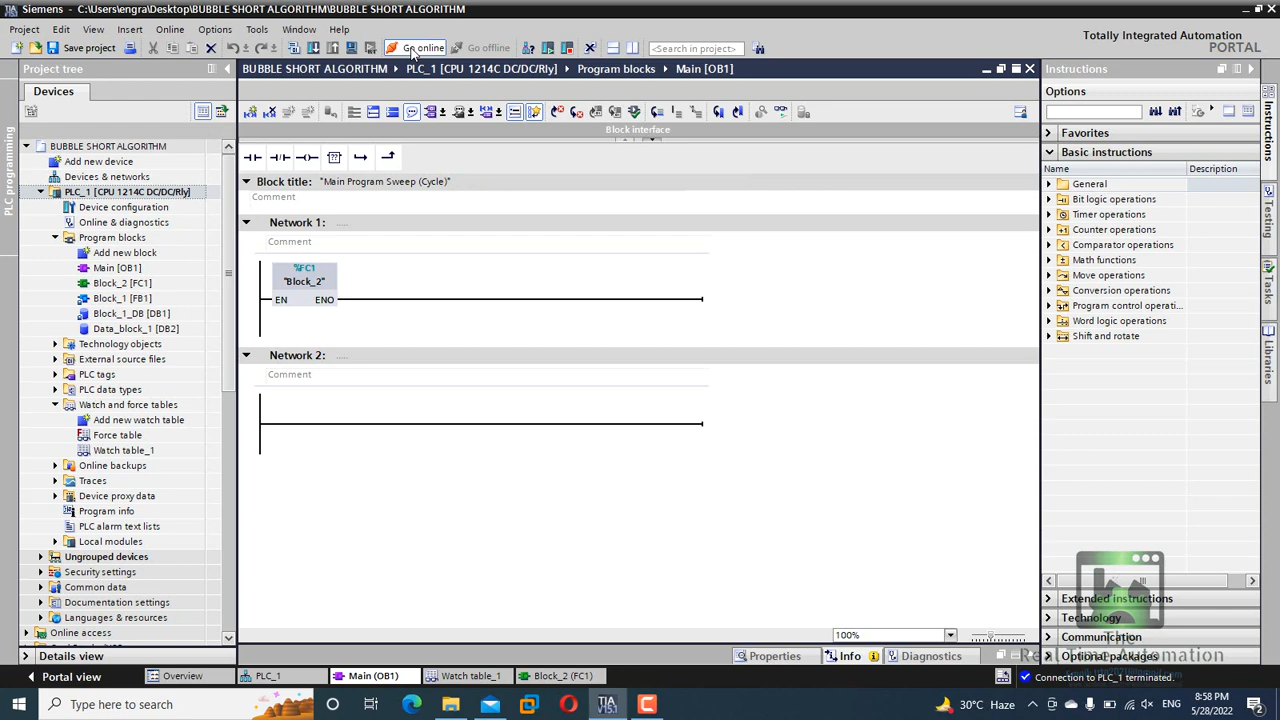 Siemens - C:\Users\engra\Desktop\BUBBLE SHORT ALGORITHM\BUBBLE SHORT ALGORITHM
Project Edit View Insert Online Options Tools Window Help
Totally Integrated Automation
PORTAL
Save project
Go online
Go offline
<Search in project>
Project tree
BUBBLE SHORT ALGORITHM
PLC_1 [CPU 1214C DC/DC/Rly]
Program blocks
Main [OB1]
Instructions
Devices
Options
PLC programming
Block interface
Favorites
Basic instructions
Name
Description
BUBBLE SHORT ALGORITHM
Add new device
Devices & networks
PLC_1 [CPU 1214C DC/DC/Rly]
Device configuration
Online & diagnostics
Program blocks
Add new block
Main [OB1]
Block_2 [FC1]
Block_1 [FB1]
Block_1_DB [DB1]
Data_block_1 [DB2]
Technology objects
External source files
PLC tags
PLC data types
Watch and force tables
Add new watch table
Force table
Watch table_1
Online backups
Traces
Device proxy data
Program info
PLC alarm text lists
Local modules
Ungrouped devices
Security settings
Common data
Documentation settings
Languages & resources
Online access
Details view
Block title: "Main Program Sweep (Cycle)"
Comment
Network 1: .....
Comment
%FC1
"Block_2"
EN ENO
Network 2: .....
Comment
100%
General
Bit logic operations
Timer operations
Counter operations
Comparator operations
Math functions
Move operations
Conversion operations
Program control operati...
Word logic operations
Shift and rotate
Extended instructions
Technology
Communication
Optional packages
The
Real Time Automation
Instructions
Testing
Tasks
Libraries
Properties
Info
Diagnostics
Portal view
Overview
PLC_1
Main (OB1)
Watch table_1
Block_2 (FC1)
Connection to PLC_1 terminated.
Type here to search
30°C Haze
ENG
8:58 PM
5/28/2022
2